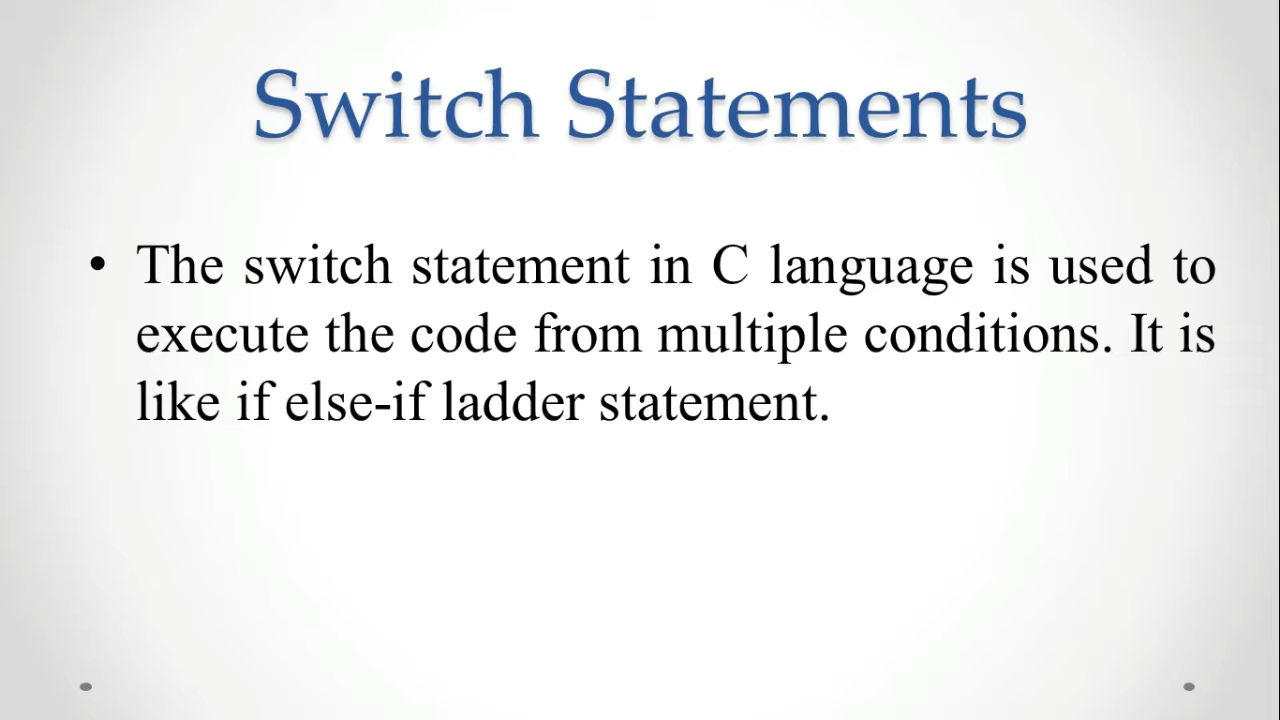 Switch Statements
• The switch statement in C language is used to
execute the code from multiple conditions. It is
like if else-if ladder statement.